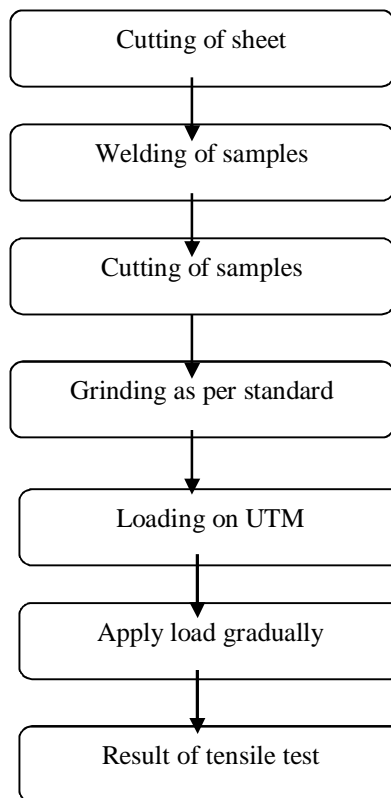 Cutting of sheet
Welding of samples
Cutting of samples
Grinding as per standard
Loading on UTM
Apply load gradually
Result of tensile test